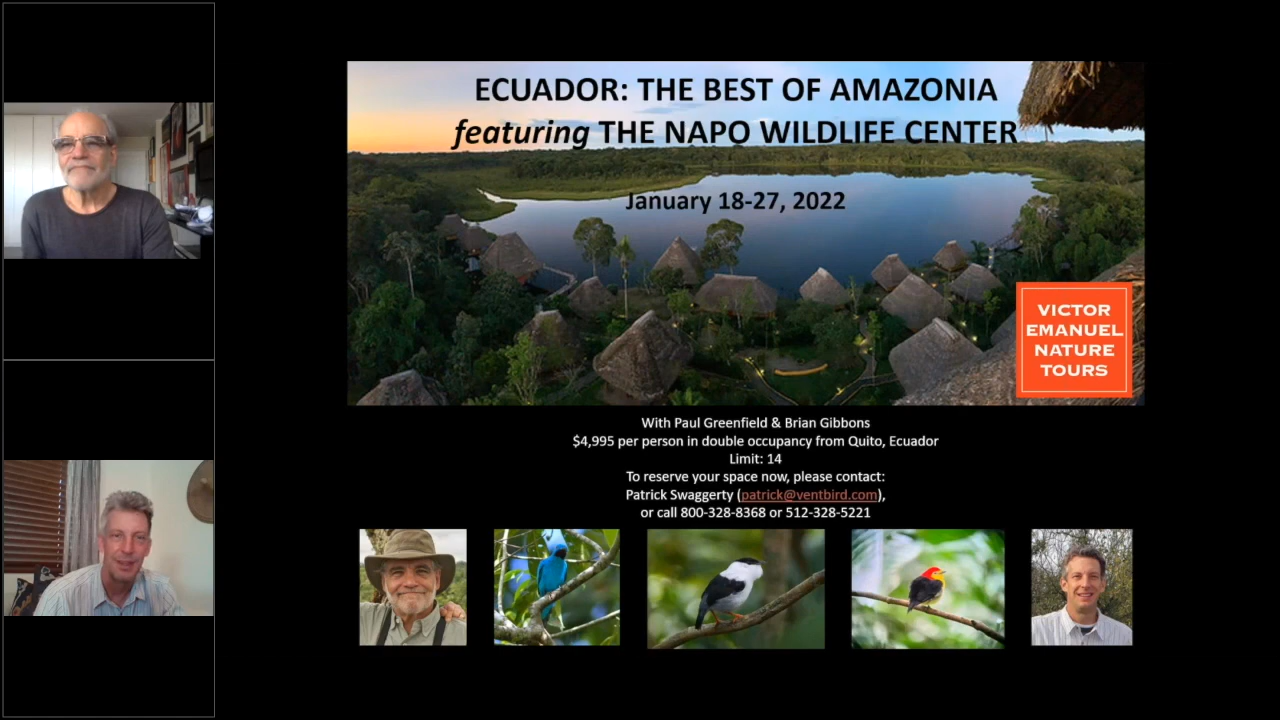 ECUADOR: THE BEST OF AMAZONIA
featuring THE NAPO WILDLIFE CENTER
January 18-27, 2022
VICTOR
EMANUEL
NATURE
TOURS
With Paul Greenfield & Brian Gibbons
$4,995 per person in double occupancy from Quito, Ecuador
Limit: 14
To reserve your space now, please contact:
Patrick Swaggerty (patrick@ventbird.com),
or call 800-328-8368 or 512-328-5221